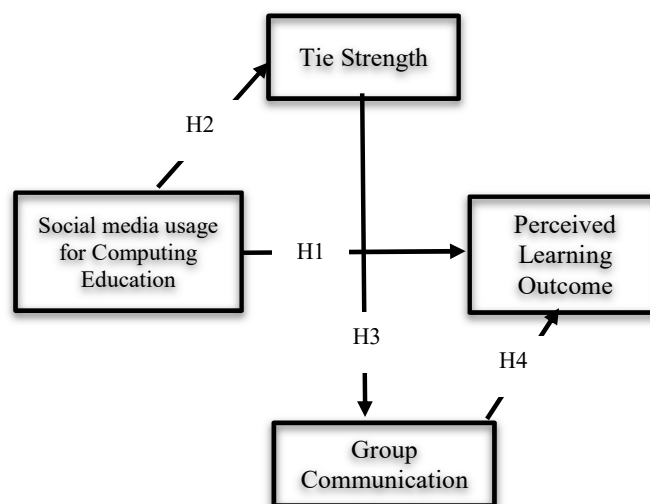 Tie Strength
H2
Social media usage
for Computing
Education
H1
Perceived
Learning
Outcome
H3
H4
Group
Communication